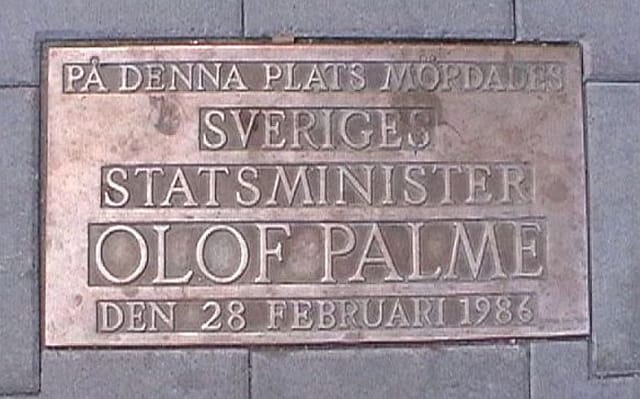 PÅ DENNA PLATS MÖRDADES
SVERIGES
STATSMINISTER
OLOF PALME
DEN 28 FEBRUARI 1986